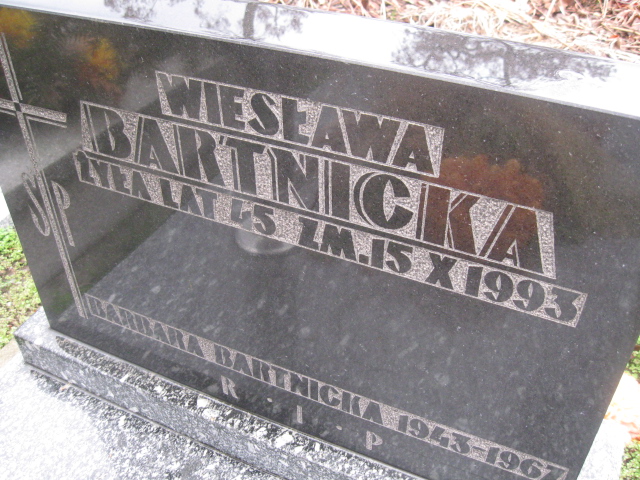 WIESŁAWA
BARTNICKA
ŻYŁA LAT 45 ZM. 15 X 1993
ŚP
BARBARA BARTNICKA 1943-1967
R I P